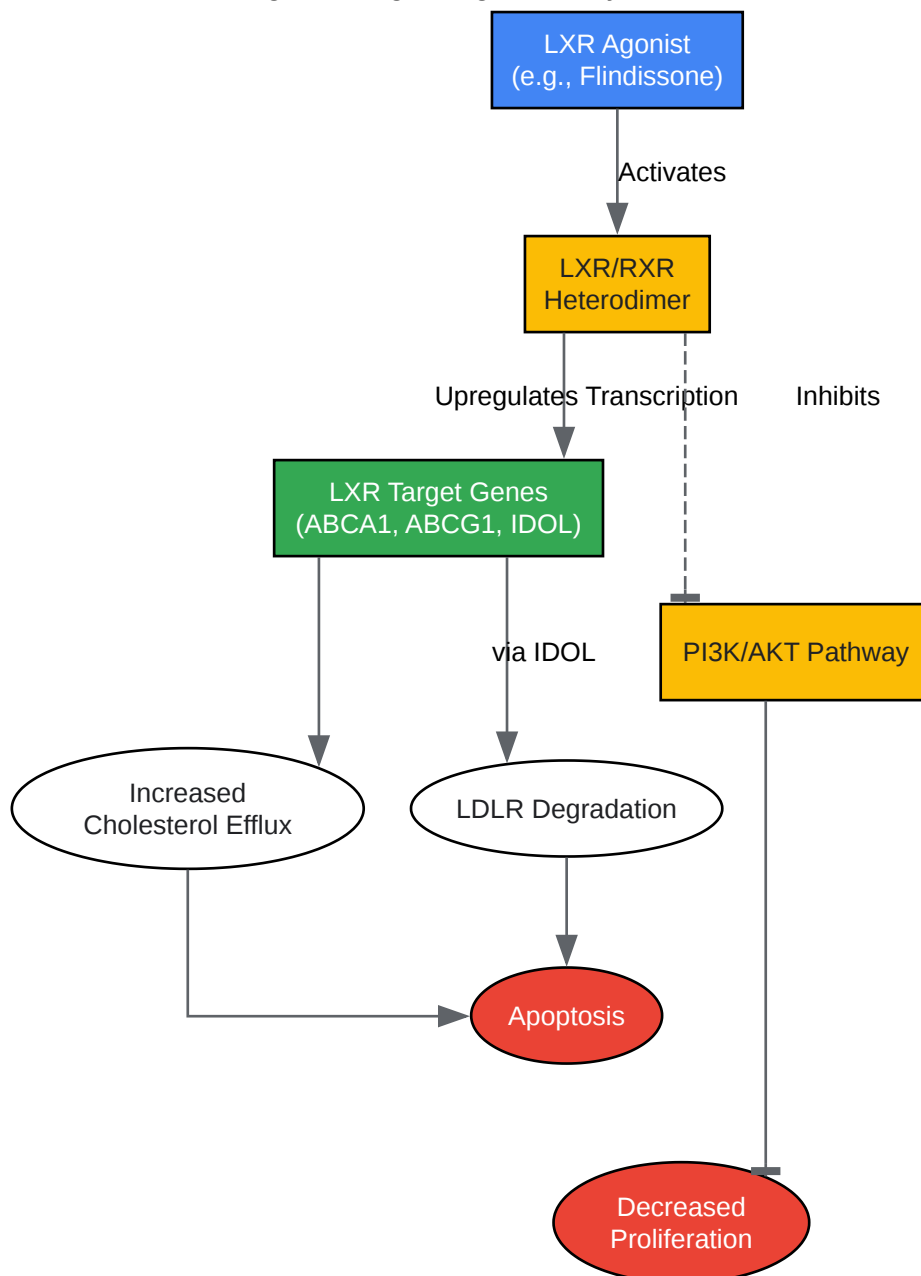 LXR Agonist
(e.g., Flindissone)
Activates
LXR/RXR
Heterodimer
Upregulates Transcription
Inhibits
LXR Target Genes
(ABCA1, ABCG1, IDOL)
via IDOL
PI3K/AKT Pathway
Increased
Cholesterol Efflux
LDLR Degradation
Apoptosis
Decreased
Proliferation